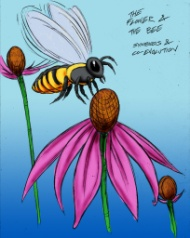 THE
FLOWER &
THE BEE
SYMBIOSIS &
CO-EVOLUTION